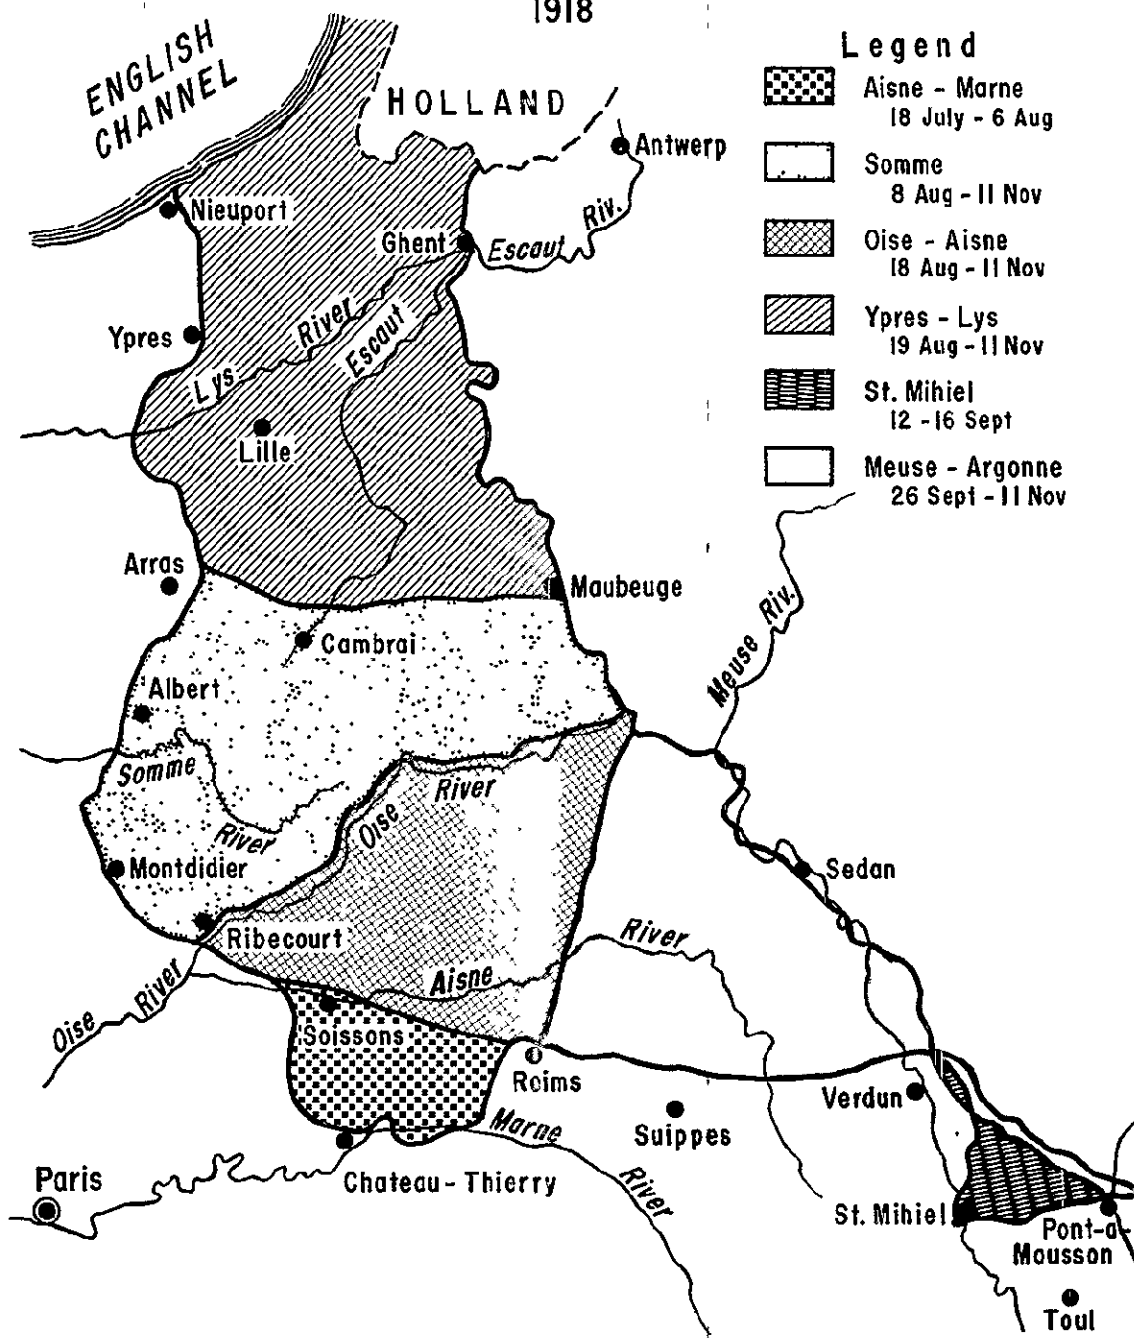 1918
Legend
Aisne - Marne
18 July - 6 Aug
Somme
8 Aug - 11 Nov
Oise - Aisne
18 Aug - 11 Nov
Ypres - Lys
19 Aug - 11 Nov
St. Mihiel
12 - 16 Sept
Meuse - Argonne
26 Sept - 11 Nov
ENGLISH
CHANNEL
HOLLAND
Antwerp
Nieuport
Ghent
Escaut
Riv.
Ypres
Lys
River
Escaut
Lille
Arras
Maubeuge
Cambrai
Meuse
Riv.
Albert
Somme
River
Oise
River
Montdidier
Sedan
Ribecourt
River
Aisne
Oise
River
Soissons
Reims
Verdun
Suippes
Marne
River
Paris
Chateau - Thierry
St. Mihiel
Pont-a-
Mousson
Toul